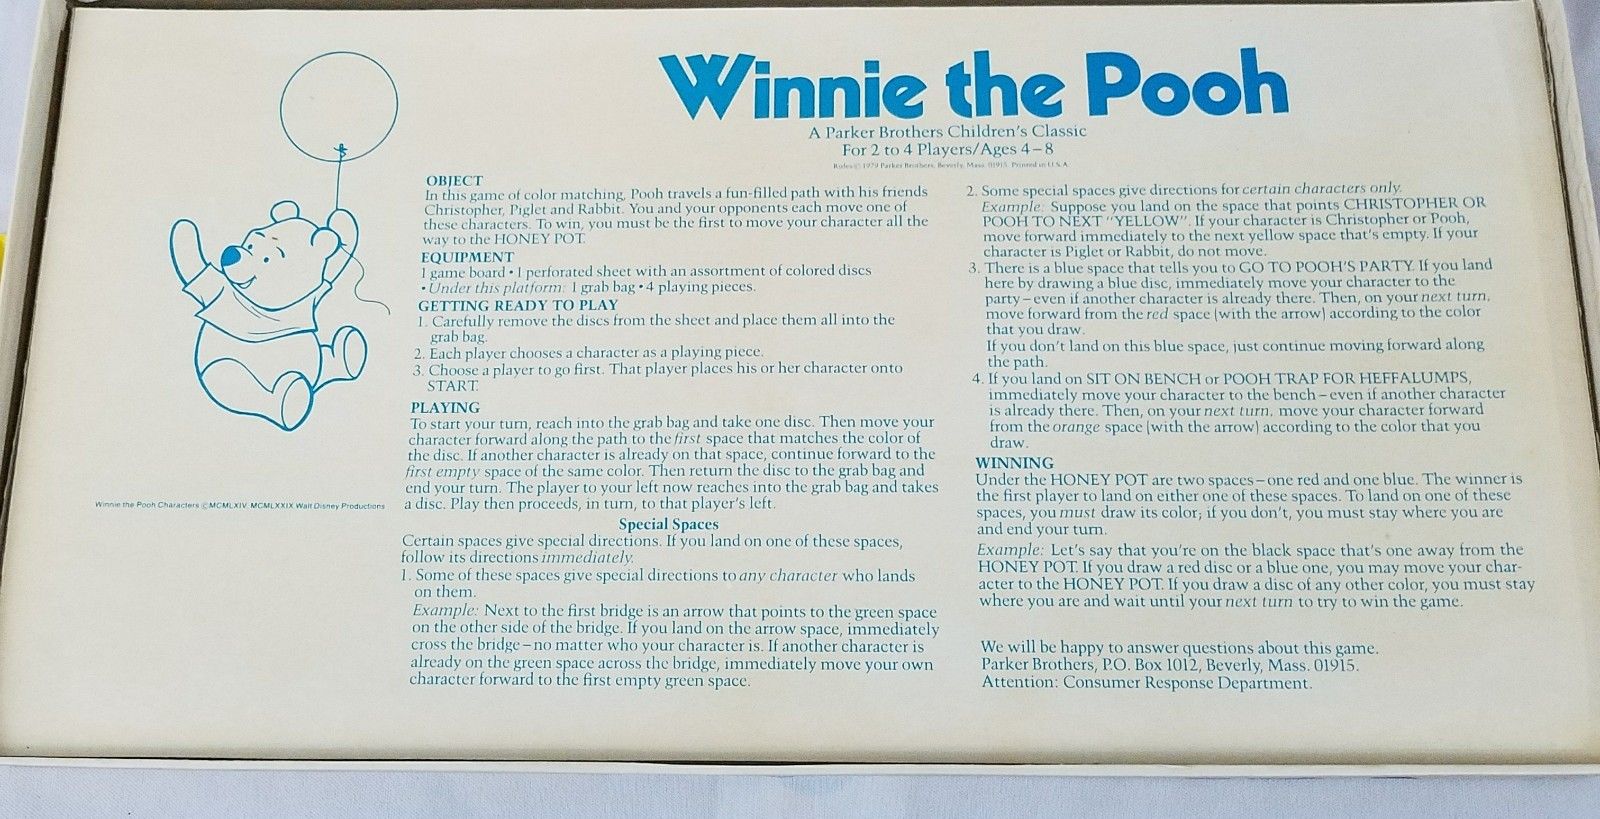 Winnie the Pooh
A Parker Brothers Children's Classic
For 2 to 4 Players/Ages 4–8
Rules © 1979 Parker Brothers, Beverly, Mass. 01915. Printed in U.S.A.
OBJECT
In this game of color matching, Pooh travels a fun-filled path with his friends
Christopher, Piglet and Rabbit. You and your opponents each move one of
these characters. To win, you must be the first to move your character all the
way to the HONEY POT.
EQUIPMENT
1 game board • 1 perforated sheet with an assortment of colored discs
• Under this platform: 1 grab bag • 4 playing pieces.
GETTING READY TO PLAY
1. Carefully remove the discs from the sheet and place them all into the
grab bag.
2. Each player chooses a character as a playing piece.
3. Choose a player to go first. That player places his or her character onto
START.
PLAYING
To start your turn, reach into the grab bag and take one disc. Then move your
character forward along the path to the first space that matches the color of
the disc. If another character is already on that space, continue forward to the
first empty space of the same color. Then return the disc to the grab bag and
end your turn. The player to your left now reaches into the grab bag and takes
a disc. Play then proceeds, in turn, to that player's left.
Special Spaces
Certain spaces give special directions. If you land on one of these spaces,
follow its directions immediately.
1. Some of these spaces give special directions to any character who lands
on them.
Example: Next to the first bridge is an arrow that points to the green space
on the other side of the bridge. If you land on the arrow space, immediately
cross the bridge – no matter who your character is. If another character is
already on the green space across the bridge, immediately move your own
character forward to the first empty green space.
2. Some special spaces give directions for certain characters only.
Example: Suppose you land on the space that points CHRISTOPHER OR
POOH TO NEXT "YELLOW". If your character is Christopher or Pooh,
move forward immediately to the next yellow space that's empty. If your
character is Piglet or Rabbit, do not move.
3. There is a blue space that tells you to GO TO POOH'S PARTY. If you land
here by drawing a blue disc, immediately move your character to the
party – even if another character is already there. Then, on your next turn,
move forward from the red space (with the arrow) according to the color
that you draw.
If you don't land on this blue space, just continue moving forward along
the path.
4. If you land on SIT ON BENCH or POOH TRAP FOR HEFFALUMPS,
immediately move your character to the bench – even if another character
is already there. Then, on your next turn, move your character forward
from the orange space (with the arrow) according to the color that you
draw.
WINNING
Under the HONEY POT are two spaces – one red and one blue. The winner is
the first player to land on either one of these spaces. To land on one of these
spaces, you must draw its color; if you don't, you must stay where you are
and end your turn.
Example: Let's say that you're on the black space that's one away from the
HONEY POT. If you draw a red disc or a blue one, you may move your char-
acter to the HONEY POT. If you draw a disc of any other color, you must stay
where you are and wait until your next turn to try to win the game.
We will be happy to answer questions about this game.
Parker Brothers, P.O. Box 1012, Beverly, Mass. 01915.
Attention: Consumer Response Department.
Winnie the Pooh Characters © MCMLXIV, MCMLXXIX Walt Disney Productions